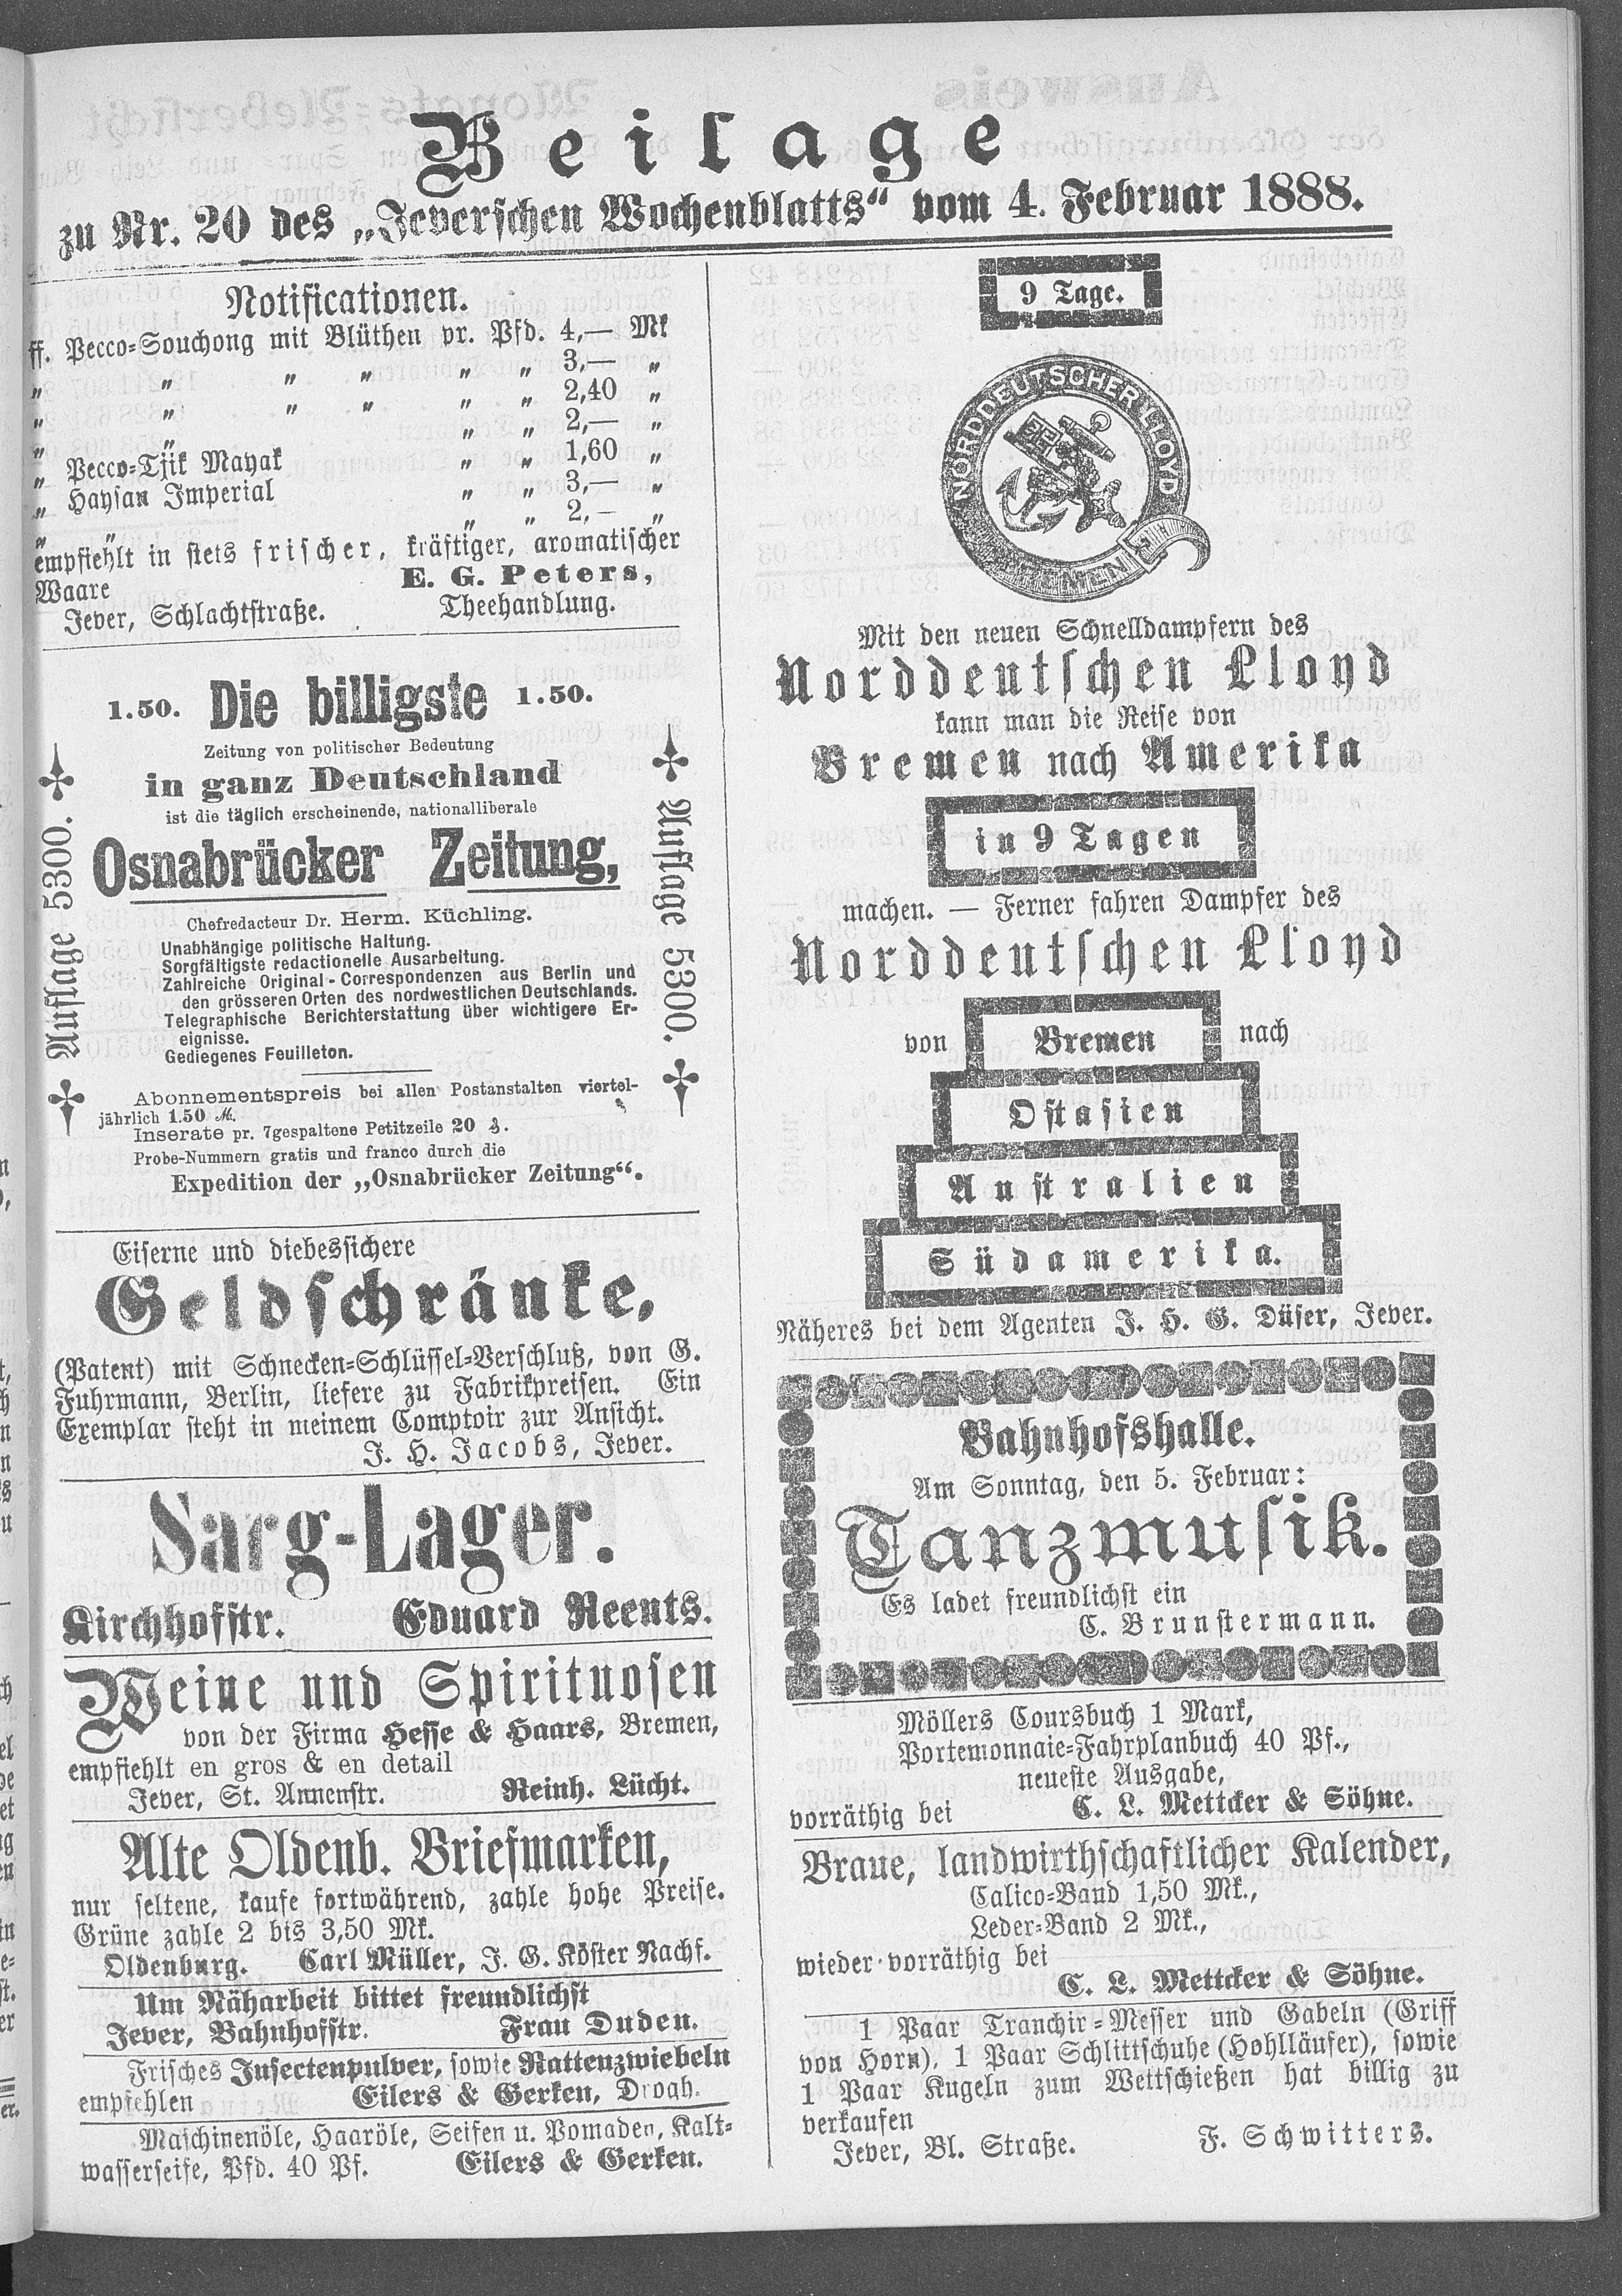 Beilage
zu Nr. 20 des „Jeverschen Wochenblatts“ vom 4. Februar 1888.
Notificationen.
ff. Pecco=Souchong mit Blüthen pr. Pfd. 4,— Mk
„ „ „ „ „ „ 3,— „
„ „ „ „ „ „ 2,40 „
„ „ „ „ 2,— „
„ Pecco=Tjik Mayak „ „ 1,60 „
„ Haysan Imperial „ „ 3,— „
„ „ „ „ 2,— „
empfiehlt in stets frischer, kräftiger, aromatischer
Waare E. G. Peters,
Jever, Schlachtstraße. Theehandlung.
1.50. Die billigste 1.50.
Zeitung von politischer Bedeutung
in ganz Deutschland
ist die täglich erscheinende, nationalliberale
Osnabrücker Zeitung,
Auflage 5300.
Auflage 5300.
Chefredacteur Dr. Herm. Küchling.
Unabhängige politische Haltung.
Sorgfältigste redactionelle Ausarbeitung.
Zahlreiche Original-Correspondenzen aus Berlin und
den grösseren Orten des nordwestlichen Deutschlands.
Telegraphische Berichterstattung über wichtigere Er-
eignisse.
Gediegenes Feuilleton.
Abonnementspreis bei allen Postanstalten viertel-
jährlich 1.50 ℳ.
Inserate pr. 7gespaltene Petitzeile 20 ₰.
Probe-Nummern gratis und franco durch die
Expedition der „Osnabrücker Zeitung“.
Eiserne und diebessichere
Geldschränke,
(Patent) mit Schnecken=Schlüssel=Verschluß, von G.
Fuhrmann, Berlin, liefere zu Fabrikpreisen. Ein
Exemplar steht in meinem Comptoir zur Ansicht.
J. H. Jacobs, Jever.
Sarg-Lager.
Kirchhofstr. Eduard Reents.
Weine und Spirituosen
von der Firma Hesse & Haars, Bremen,
empfiehlt en gros & en detail
Jever, St. Annenstr. Reinh. Lücht.
Alte Oldenb. Briefmarken,
nur seltene, kaufe fortwährend, zahle hohe Preise.
Grüne zahle 2 bis 3,50 Mk.
Oldenburg. Carl Müller, J. G. Köster Nachf.
Um Näharbeit bittet freundlichst
Jever, Bahnhofstr. Frau Duden.
Frisches Insectenpulver, sowie Rattenzwiebeln
empfehlen Eilers & Gerken, Drogh.
Maschinenöle, Haaröle, Seifen u. Pomaden, Kalt=
wasserseife, Pfd. 40 Pf. Eilers & Gerken.
9 Tage.
NORDDEUTSCHER LLOYD
BREMEN
Mit den neuen Schnelldampfern des
Norddeutschen Lloyd
kann man die Reise von
Bremen nach Amerika
in 9 Tagen
machen. — Ferner fahren Dampfer des
Norddeutschen Lloyd
von Bremen nach
Ostasien
Australien
Südamerika.
Näheres bei dem Agenten J. H. G. Düser, Jever.
Bahnhofshalle.
Am Sonntag, den 5. Februar:
Tanzmusik.
Es ladet freundlichst ein
C. Brunstermann.
Möllers Coursbuch 1 Mark,
Portemonnaie=Fahrplanbuch 40 Pf.,
neueste Ausgabe,
vorräthig bei C. L. Mettcker & Söhne.
Braue, landwirthschaftlicher Kalender,
Calico=Band 1,50 Mk.,
Leder=Band 2 Mk.,
wieder vorräthig bei
C. L. Mettcker & Söhne.
1 Paar Tranchir=Messer und Gabeln (Griff
von Horn), 1 Paar Schlittschuhe (Hohlläufer), sowie
1 Paar Kugeln zum Wettschießen hat billig zu
verkaufen
Jever, Bl. Straße. F. Schwitters.